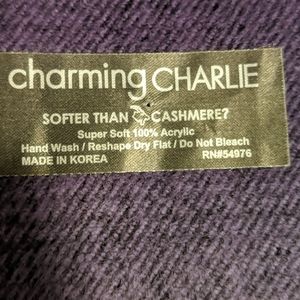 charming CHARLIE
SOFTER THAN CASHMERE?
Super Soft 100% Acrylic
Hand Wash / Reshape Dry Flat / Do Not Bleach
MADE IN KOREA RN#54976